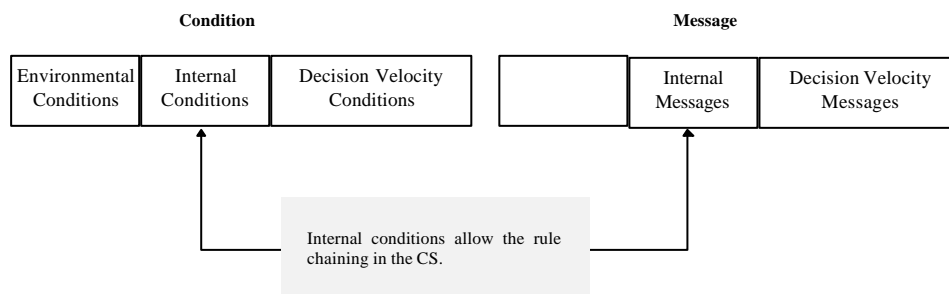 Condition
Message
Environmental Conditions
Internal Conditions
Decision Velocity Conditions
Internal Messages
Decision Velocity Messages
Internal conditions allow the rule
chaining in the CS.